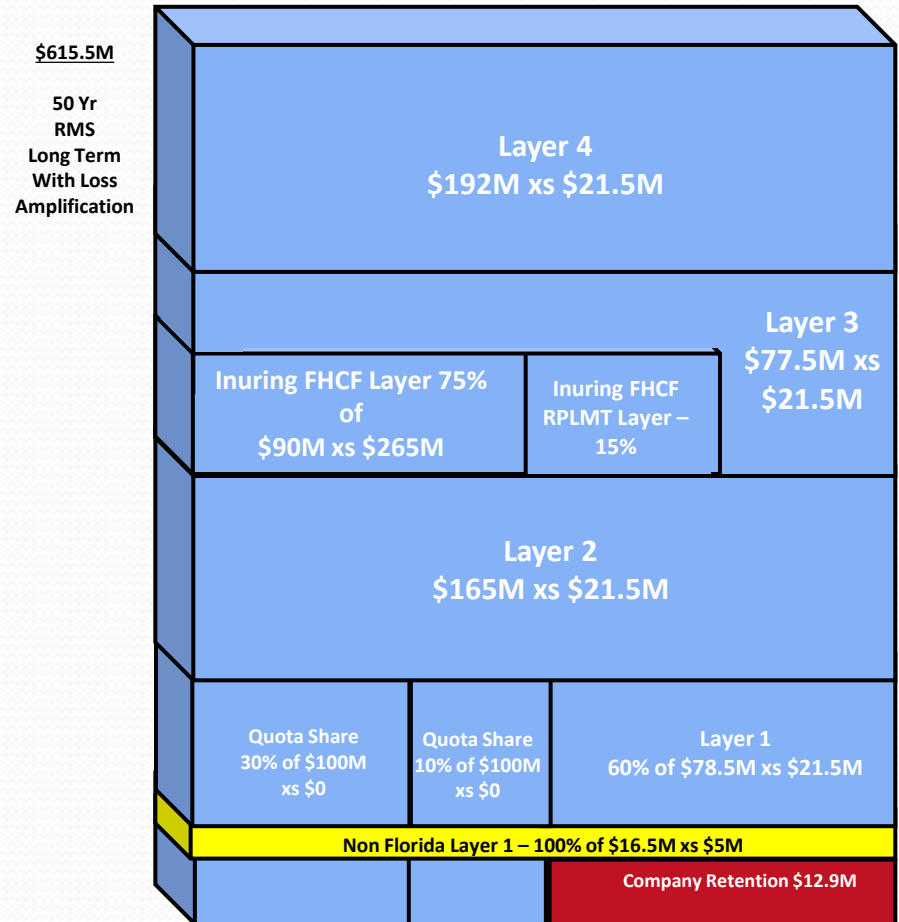 $615.5M
50 Yr
RMS
Long Term
With Loss
Amplification
Layer 4
$192M xs $21.5M
Layer 3
$77.5M xs
$21.5M
Inuring FHCF Layer 75%
of
$90M xs $265M
Inuring FHCF
RPLMT Layer –
15%
Layer 2
$165M xs $21.5M
Quota Share
30% of $100M
xs $0
Quota Share
10% of $100M
xs $0
Layer 1
60% of $78.5M xs $21.5M
Non Florida Layer 1 – 100% of $16.5M xs $5M
Company Retention $12.9M